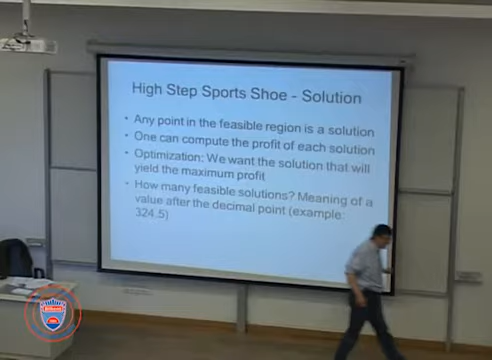 High Step Sports Shoe - Solution
• Any point in the feasible region is a solution
• One can compute the profit of each solution
• Optimization: We want the solution that will
yield the maximum profit
• How many feasible solutions? Meaning of a
value after the decimal point (example:
324.5)